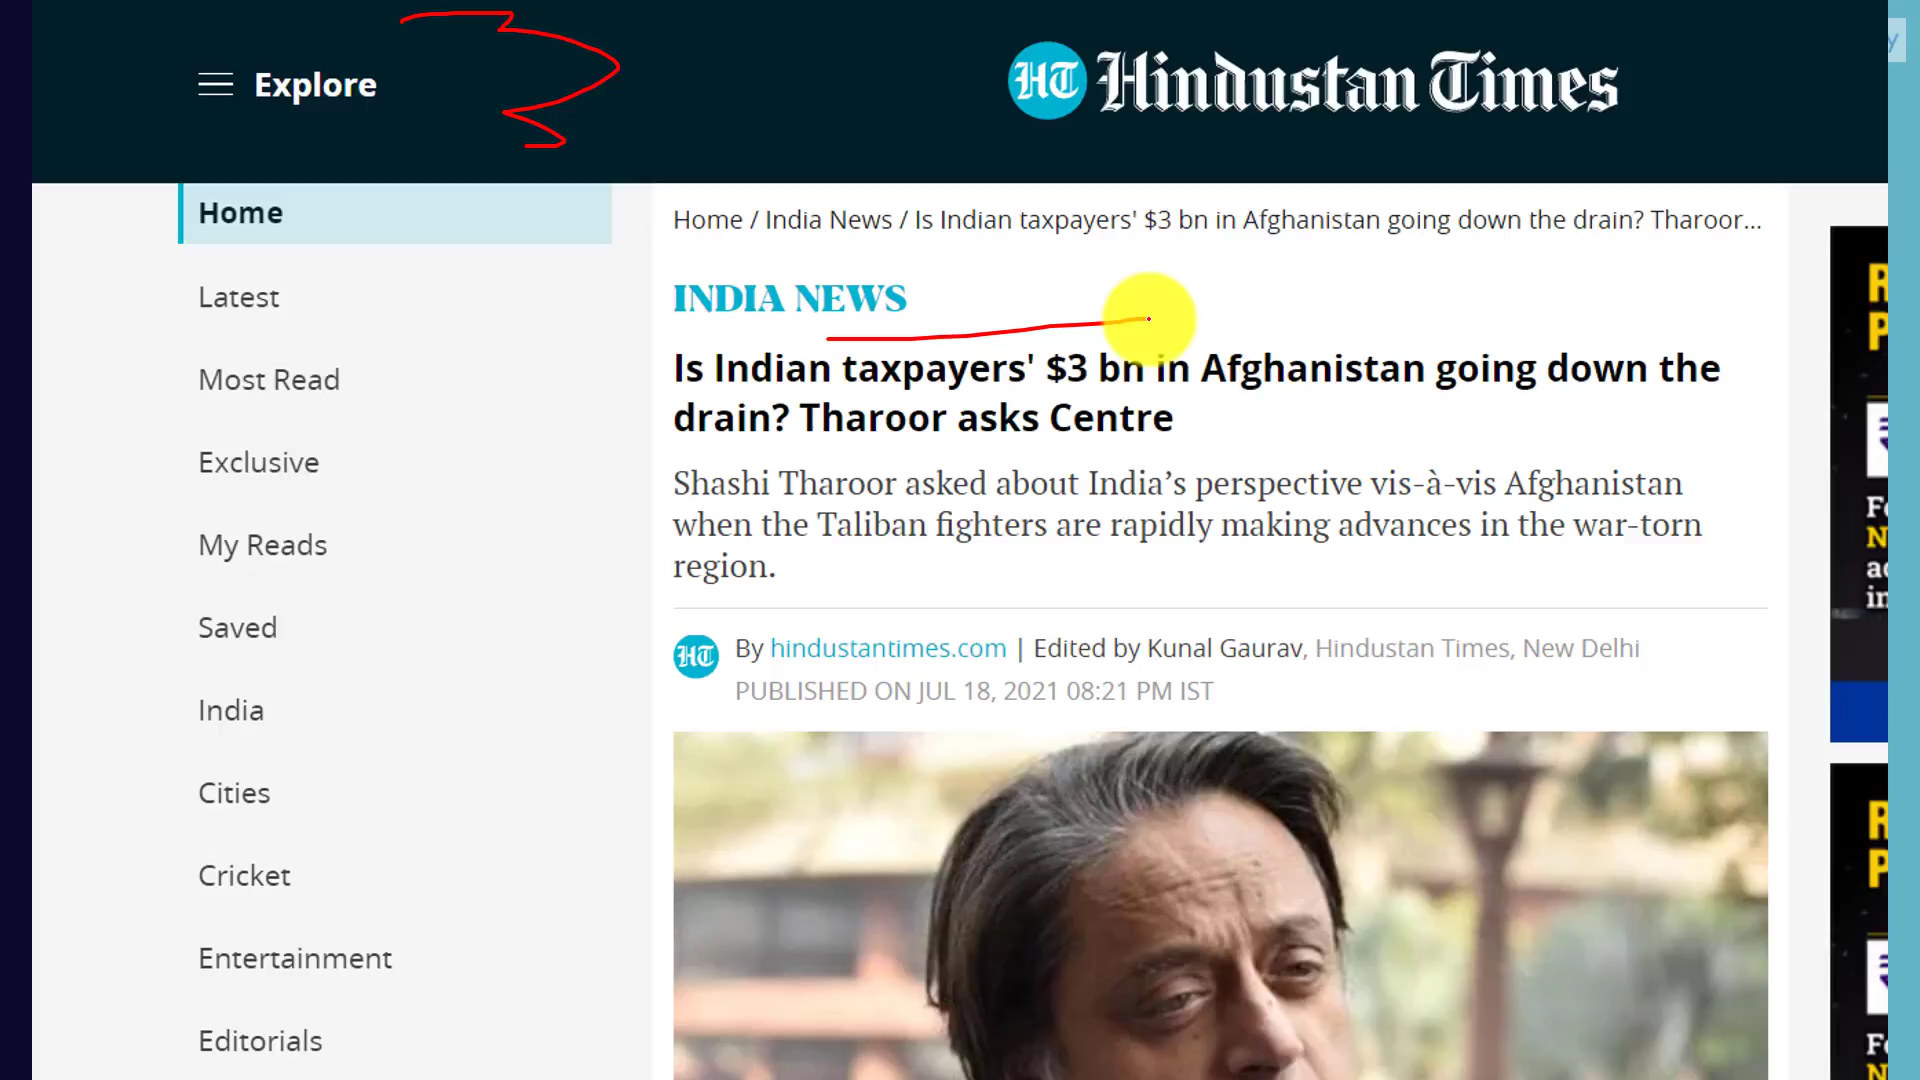 Explore
HT Hindustan Times
Home
Latest
Most Read
Exclusive
My Reads
Saved
India
Cities
Cricket
Entertainment
Editorials
Home / India News / Is Indian taxpayers' $3 bn in Afghanistan going down the drain? Tharoor...
INDIA NEWS
Is Indian taxpayers' $3 bn in Afghanistan going down the
drain? Tharoor asks Centre
Shashi Tharoor asked about India’s perspective vis-à-vis Afghanistan
when the Taliban fighters are rapidly making advances in the war-torn
region.
HT
By hindustantimes.com | Edited by Kunal Gaurav, Hindustan Times, New Delhi
PUBLISHED ON JUL 18, 2021 08:21 PM IST